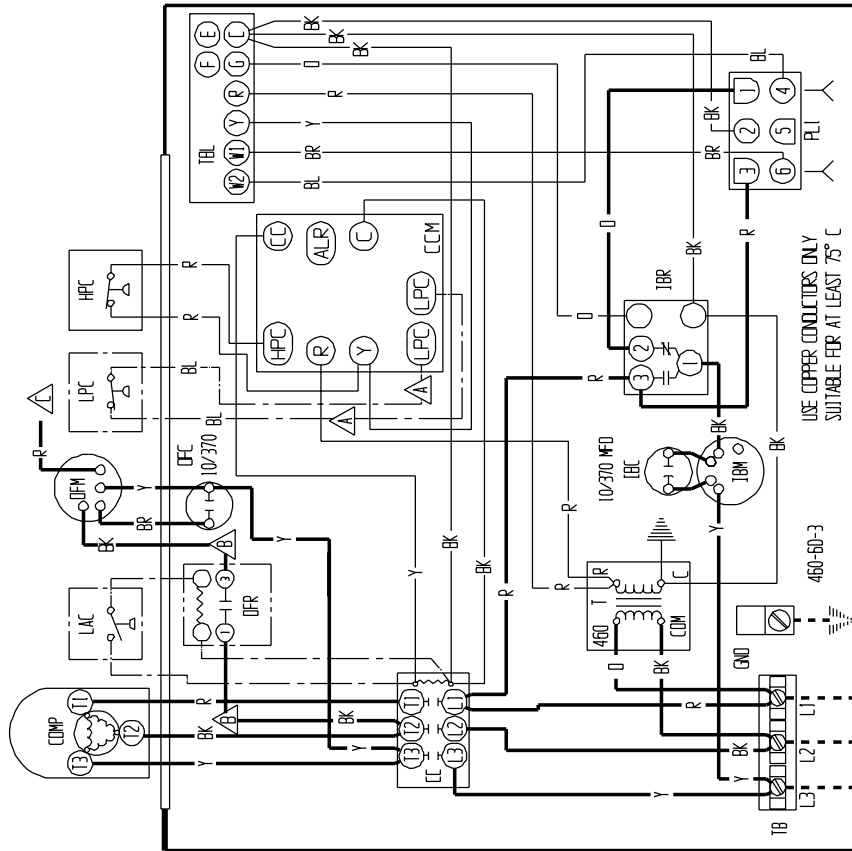 COMP
T3
T2
T1
LAC
OFM
LPC
HPC
C
R
Y
BR
BK
OFC
10/370
B
1
3
OFR
B
BL
BL
R
R
A
A
Y
BK
R
BK
Y
Y
T3
T2
T1
L3
L2
L1
CC
Y
BK
BK
R
HPC
R
Y
LPC
LPC
CC
ALR
C
CCM
TBL
W2
W1
Y
R
G
C
F
E
BL
BR
Y
R
O
BK
BK
BK
460
T
R
COM
C
O
BK
R
R
Y
BK
R
Y
10/370 MFD
IBC
IBM
BK
BK
R
3
2
1
IBR
O
O
BK
R
BR
BK
BL
3
2
1
6
5
4
PL1
TB
L3
L2
L1
GND
460-60-3
USE COPPER CONDUCTORS ONLY
SUITABLE FOR AT LEAST 75° C